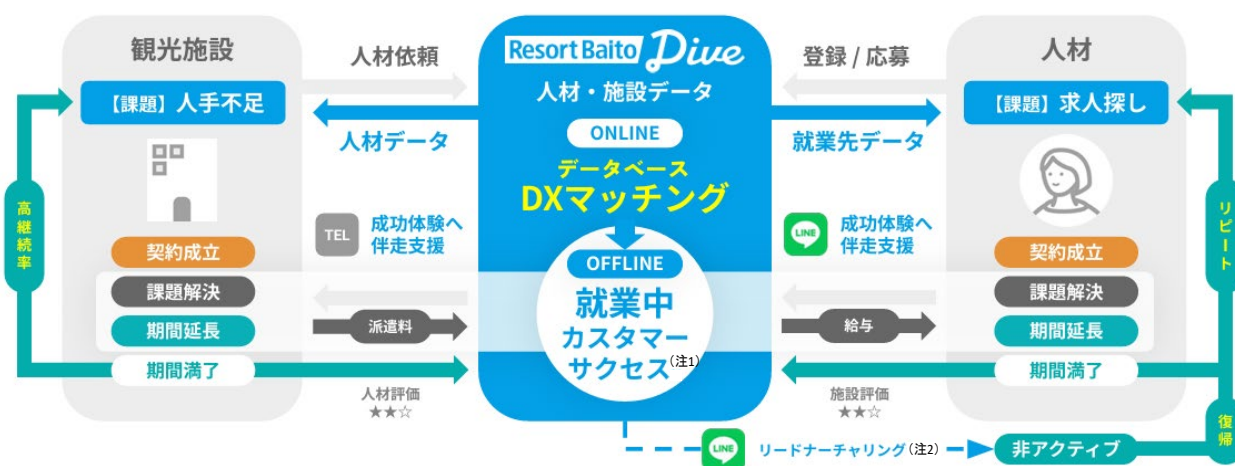 観光施設
【課題】人手不足
高継続率
契約成立
課題解決
期間延長
期間満了
人材依頼
人材データ
TEL
成功体験へ
伴走支援
派遣料
人材評価
★★☆
Resort Baito Dive
人材・施設データ
ONLINE
データベース
DXマッチング
OFFLINE
就業中
カスタマー
サクセス(注1)
登録 / 応募
就業先データ
LINE
成功体験へ
伴走支援
給与
施設評価
★★☆
人材
【課題】求人探し
契約成立
課題解決
期間延長
期間満了
リピート
復帰
LINE
リードナーチャリング(注2)
非アクティブ